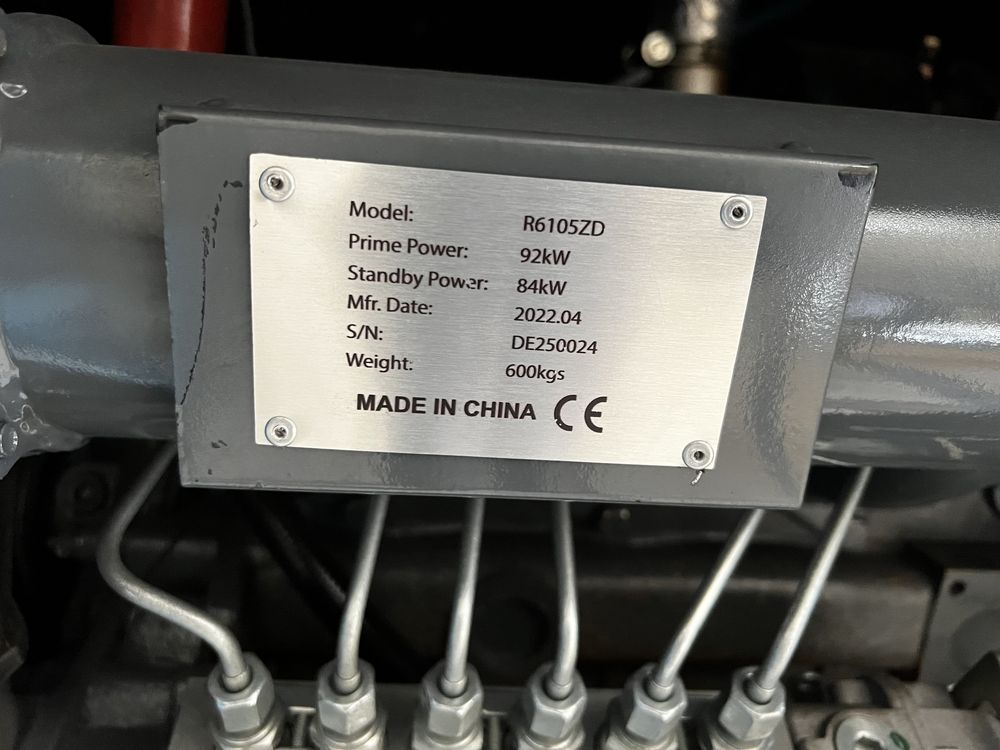 Model: R6105ZD
Prime Power: 92kW
Standby Power: 84kW
Mfr. Date: 2022.04
S/N: DE250024
Weight: 600kgs
MADE IN CHINA CE